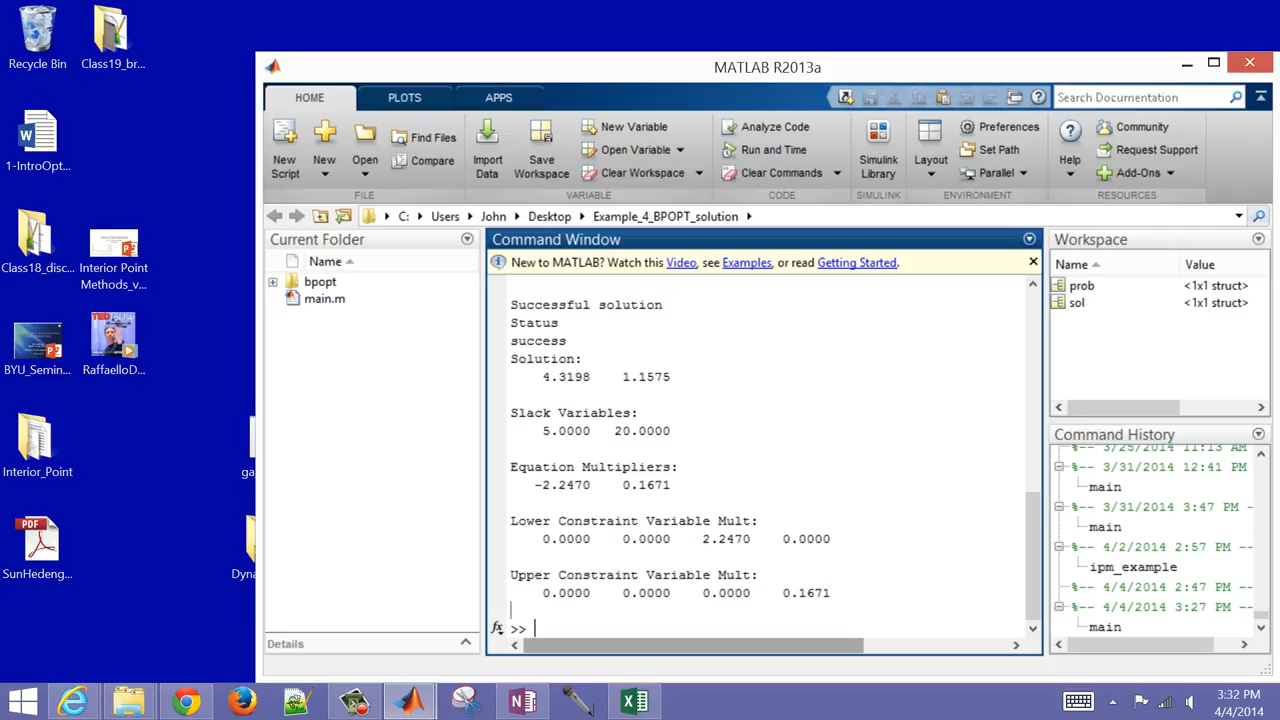 Recycle Bin
Class19_br...
1-IntroOpt...
Class18_disc...
Interior Point
Methods_v...
BYU_Semin...
RaffaelloD...
Interior_Point
ga
SunHedeng...
Dyna
MATLAB R2013a
HOME
PLOTS
APPS
Search Documentation
New
Script
New
Open
Find Files
Compare
FILE
Import
Data
Save
Workspace
New Variable
Open Variable
Clear Workspace
VARIABLE
Analyze Code
Run and Time
Clear Commands
CODE
Simulink
Library
SIMULINK
Layout
Preferences
Set Path
Parallel
ENVIRONMENT
Help
Community
Request Support
Add-Ons
RESOURCES
C: Users John Desktop Example_4_BPOPT_solution
Current Folder
Name
bpopt
main.m
Details
Command Window
New to MATLAB? Watch this Video, see Examples, or read Getting Started.
Successful solution
Status
success
Solution:
4.3198 1.1575
Slack Variables:
5.0000 20.0000
Equation Multipliers:
-2.2470 0.1671
Lower Constraint Variable Mult:
0.0000 0.0000 2.2470 0.0000
Upper Constraint Variable Mult:
0.0000 0.0000 0.0000 0.1671
fx >>
Workspace
Name Value
prob <1x1 struct>
sol <1x1 struct>
Command History
%-- 3/25/2014 11:13 AM
%-- 3/31/2014 12:41 PM
main
%-- 3/31/2014 3:47 PM
main
%-- 4/2/2014 2:57 PM --
ipm_example
%-- 4/4/2014 2:47 PM --
%-- 4/4/2014 3:27 PM --
main
3:32 PM
4/4/2014